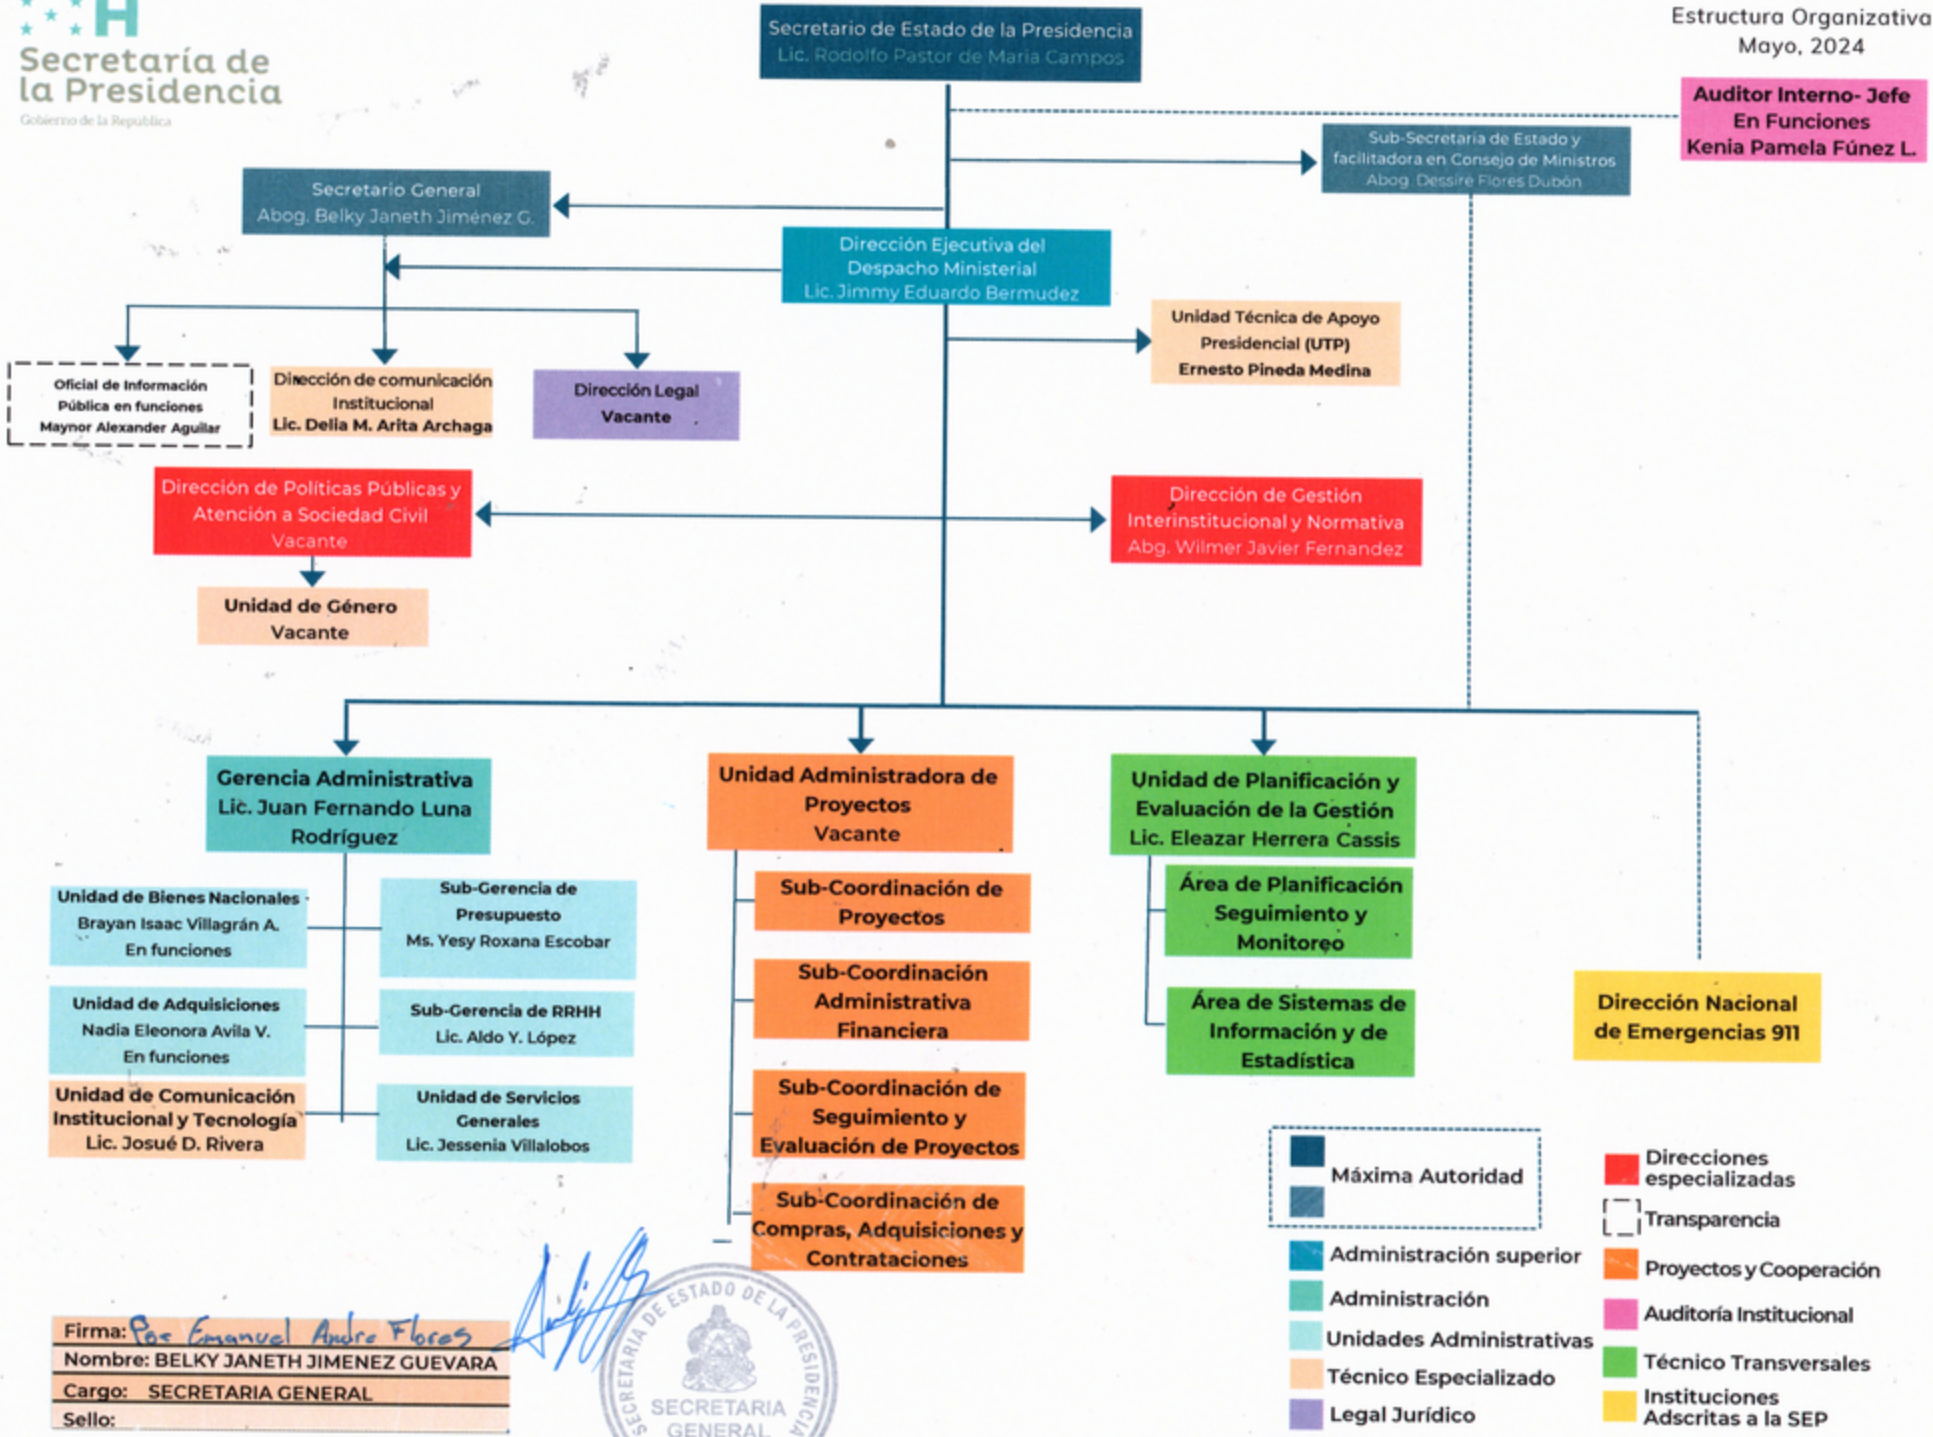 H
Secretaría de
la Presidencia
Gobierno de la República
Secretario de Estado de la Presidencia
Lic. Rodolfo Pastor de Maria Campos
Estructura Organizativa
Mayo, 2024
Auditor Interno- Jefe
En Funciones
Kenia Pamela Fúnez L.
Sub-Secretaria de Estado y
facilitadora en Consejo de Ministros
Abog. Dessire Flores Dubón
Secretario General
Abog. Belky Janeth Jiménez G.
Dirección Ejecutiva del
Despacho Ministerial
Lic. Jimmy Eduardo Bermudez
Unidad Técnica de Apoyo
Presidencial (UTP)
Ernesto Pineda Medina
Oficial de Información
Pública en funciones
Maynor Alexander Aguilar
Dirección de comunicación
Institucional
Lic. Delia M. Arita Archaga
Dirección Legal
Vacante
Dirección de Políticas Públicas y
Atención a Sociedad Civil
Vacante
Dirección de Gestión
Interinstitucional y Normativa
Abg. Wilmer Javier Fernandez
Unidad de Género
Vacante
Gerencia Administrativa
Lic. Juan Fernando Luna
Rodríguez
Unidad Administradora de
Proyectos
Vacante
Unidad de Planificación y
Evaluación de la Gestión
Lic. Eleazar Herrera Cassis
Unidad de Bienes Nacionales
Brayan Isaac Villagrán A.
En funciones
Sub-Gerencia de
Presupuesto
Ms. Yesy Roxana Escobar
Unidad de Adquisiciones
Nadia Eleonora Avila V.
En funciones
Sub-Gerencia de RRHH
Lic. Aldo Y. López
Unidad de Comunicación
Institucional y Tecnología
Lic. Josué D. Rivera
Unidad de Servicios
Generales
Lic. Jessenia Villalobos
Sub-Coordinación de
Proyectos
Sub-Coordinación
Administrativa
Financiera
Sub-Coordinación de
Seguimiento y
Evaluación de Proyectos
Sub-Coordinación de
Compras, Adquisiciones y
Contrataciones
Área de Planificación
Seguimiento y
Monitoreo
Área de Sistemas de
Información y de
Estadística
Dirección Nacional
de Emergencias 911
Máxima Autoridad
Administración superior
Administración
Unidades Administrativas
Técnico Especializado
Legal Jurídico
Direcciones
especializadas
Transparencia
Proyectos y Cooperación
Auditoría Institucional
Técnico Transversales
Instituciones
Adscritas a la SEP
Firma: Por Emanuel Andre Flores
Nombre: BELKY JANETH JIMENEZ GUEVARA
Cargo: SECRETARIA GENERAL
Sello:
SECRETARIA DE ESTADO DE LA PRESIDENCIA
SECRETARIA
GENERAL